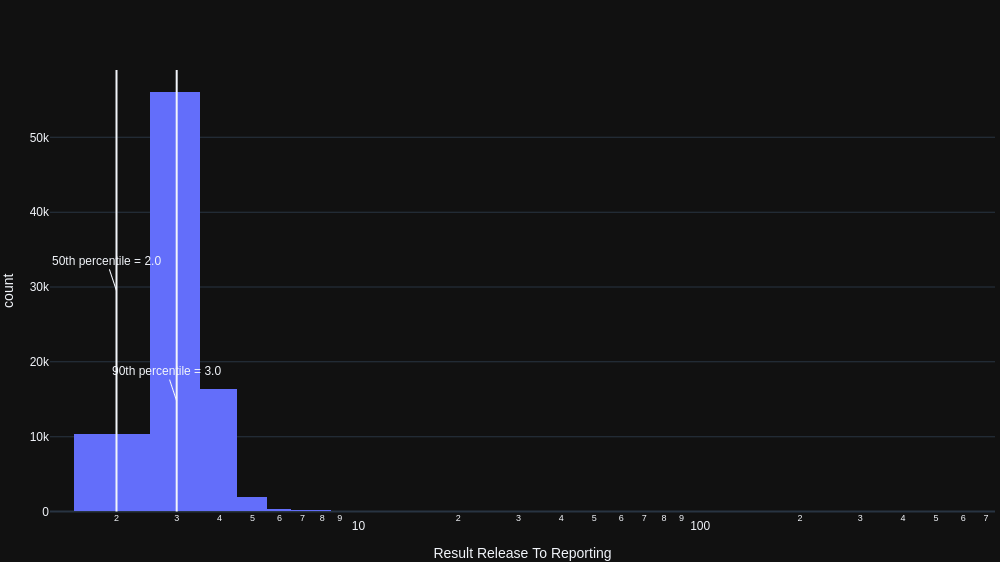 50k
40k
50th percentile = 2.0
30k
count
20k
90th percentile = 3.0
10k
0
2 3 4 5 6 7 8 9 2 3 4 5 6 7 8 9 2 3 4 5 6 7
10 100
Result Release To Reporting